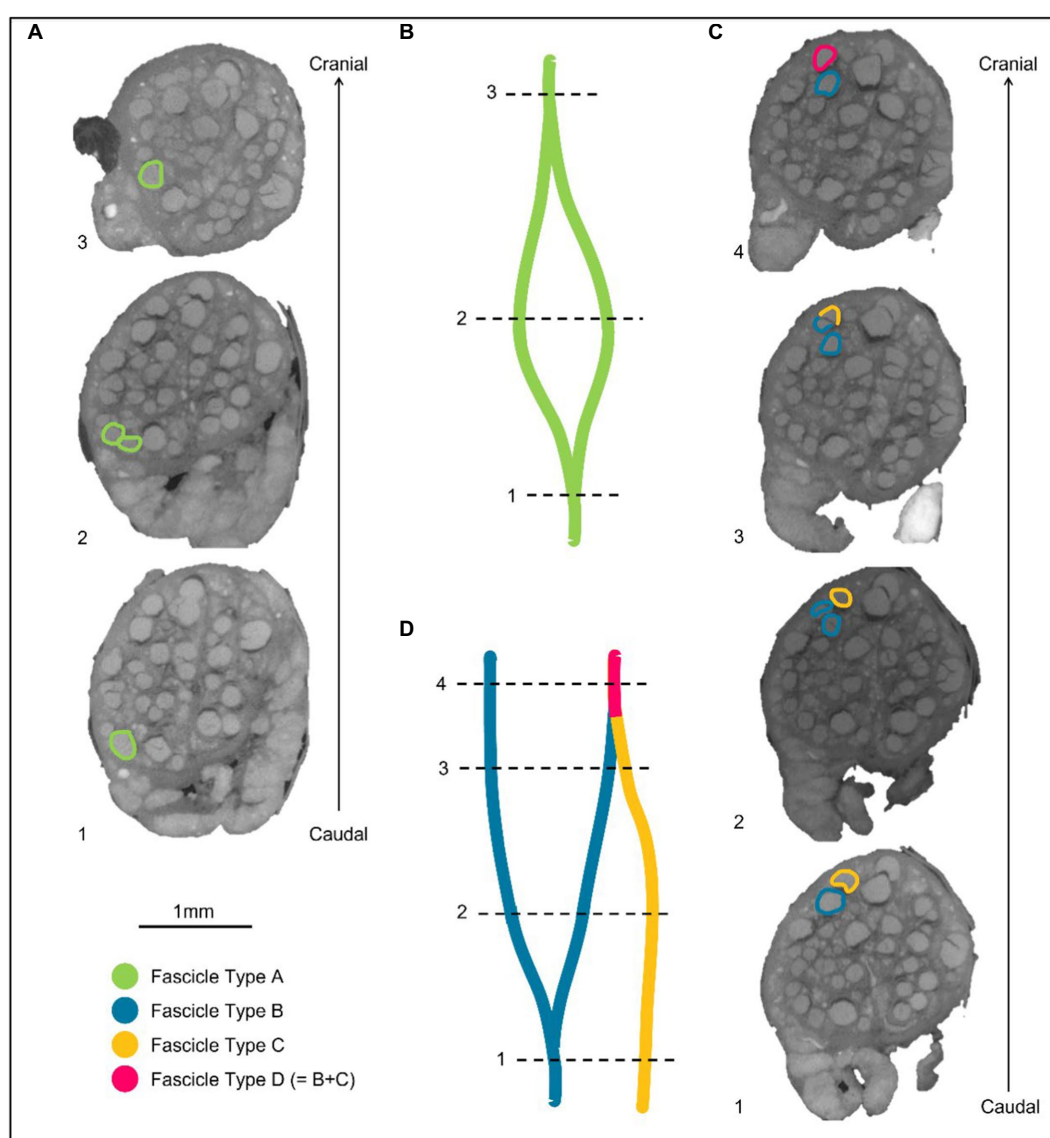 A
Cranial
3
2
1
Caudal
1mm
Fascicle Type A
Fascicle Type B
Fascicle Type C
Fascicle Type D (= B+C)
B
3
2
1
D
4
3
2
1
C
Cranial
4
3
2
1
Caudal